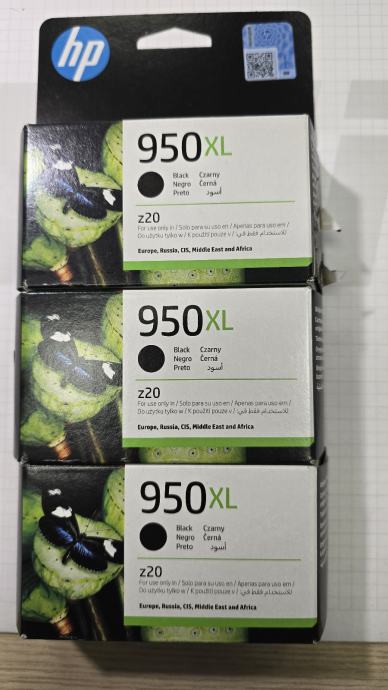 hp
950XL
Black Czarny
Negro Černá
Preto أسود
z20
For use only in / Solo para su uso en / Apenas para uso em /
Do użytku tylko w / K použití pouze v / للاستخدام فقط في:
Europe, Russia, CIS, Middle East and Africa
950XL
Black Czarny
Negro Černá
Preto أسود
z20
For use only in / Solo para su uso en / Apenas para uso em /
Do użytku tylko w / K použití pouze v / للاستخدام فقط في:
Europe, Russia, CIS, Middle East and Africa
950XL
Black Czarny
Negro Černá
Preto أسود
z20
For use only in / Solo para su uso en / Apenas para uso em /
Do użytku tylko w / K použití pouze v / للاستخدام فقط في:
Europe, Russia, CIS, Middle East and Africa